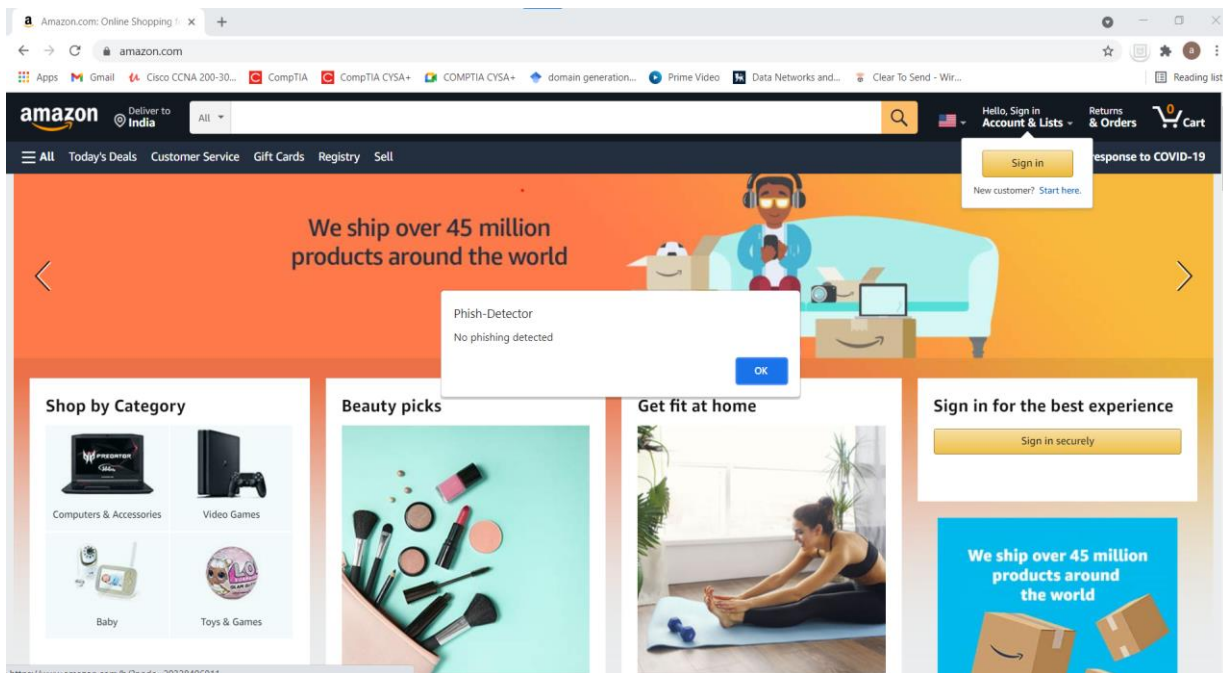 Amazon.com: Online Shopping f
amazon.com
Apps Gmail Cisco CCNA 200-30... CompTIA CompTIA CYSA+ COMPTIA CYSA+ domain generation... Prime Video Data Networks and... Clear To Send - Wir... Reading list
amazon
Deliver to
India
All
Hello, Sign in
Account & Lists
Returns
& Orders
0
Cart
All Today's Deals Customer Service Gift Cards Registry Sell
response to COVID-19
Sign in
New customer? Start here.
We ship over 45 million
products around the world
Phish-Detector
No phishing detected
OK
Shop by Category
PREDATOR
Computers & Accessories
Video Games
Baby
Toys & Games
Beauty picks
Get fit at home
Sign in for the best experience
Sign in securely
We ship over 45 million
products around
the world